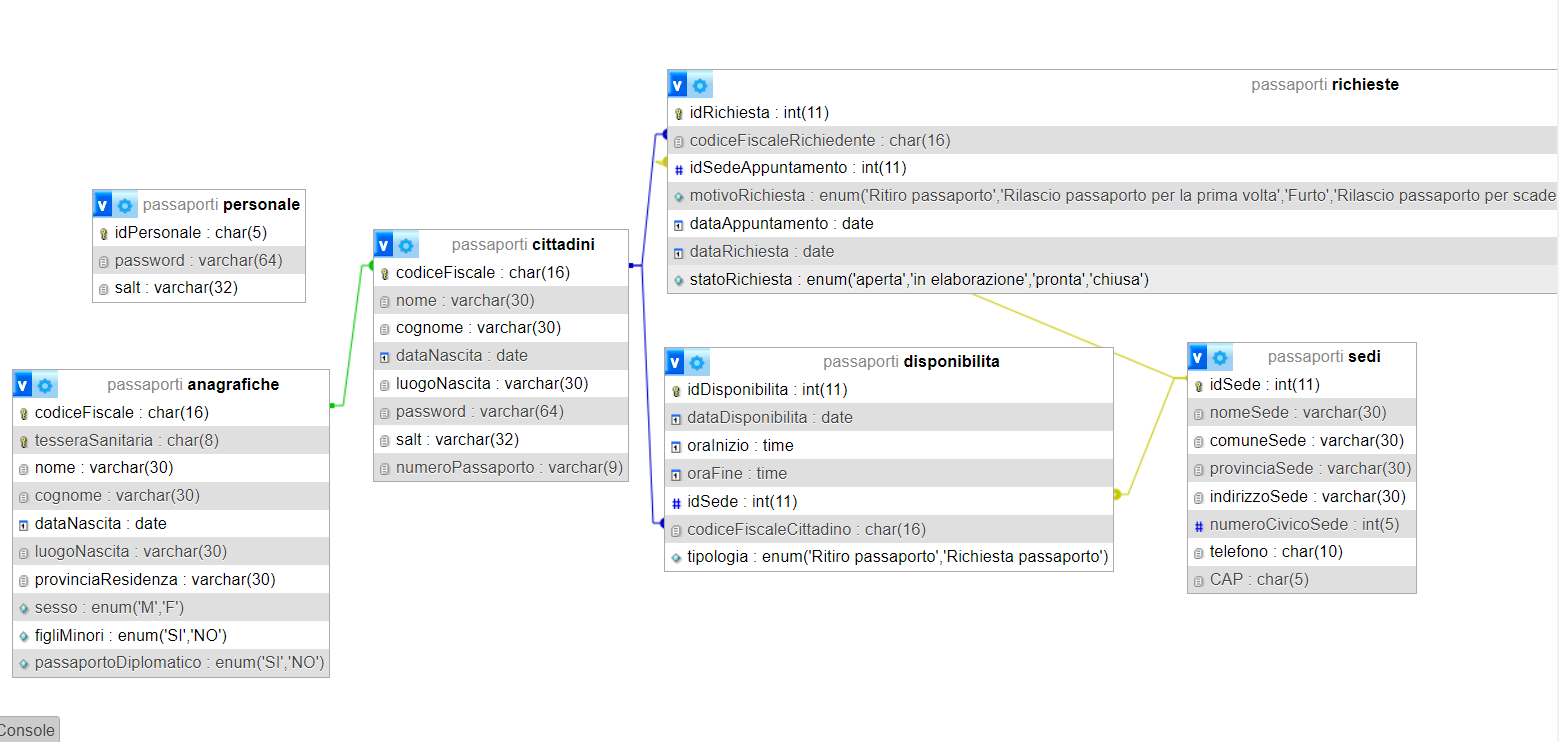 passaporti richieste
idRichiesta : int(11)
codiceFiscaleRichiedente : char(16)
idSedeAppuntamento : int(11)
motivoRichiesta : enum('Ritiro passaporto','Rilascio passaporto per la prima volta','Furto','Rilascio passaporto per scade
dataAppuntamento : date
dataRichiesta : date
statoRichiesta : enum('aperta','in elaborazione','pronta','chiusa')
passaporti personale
idPersonale : char(5)
password : varchar(64)
salt : varchar(32)
passaporti cittadini
codiceFiscale : char(16)
nome : varchar(30)
cognome : varchar(30)
dataNascita : date
luogoNascita : varchar(30)
password : varchar(64)
salt : varchar(32)
numeroPassaporto : varchar(9)
passaporti disponibilita
idDisponibilita : int(11)
dataDisponibilita : date
oraInizio : time
oraFine : time
idSede : int(11)
codiceFiscaleCittadino : char(16)
tipologia : enum('Ritiro passaporto','Richiesta passaporto')
passaporti sedi
idSede : int(11)
nomeSede : varchar(30)
comuneSede : varchar(30)
provinciaSede : varchar(30)
indirizzoSede : varchar(30)
numeroCivicoSede : int(5)
telefono : char(10)
CAP : char(5)
passaporti anagrafiche
codiceFiscale : char(16)
tesseraSanitaria : char(8)
nome : varchar(30)
cognome : varchar(30)
dataNascita : date
luogoNascita : varchar(30)
provinciaResidenza : varchar(30)
sesso : enum('M','F')
figliMinori : enum('SI','NO')
passaportoDiplomatico : enum('SI','NO')
Console